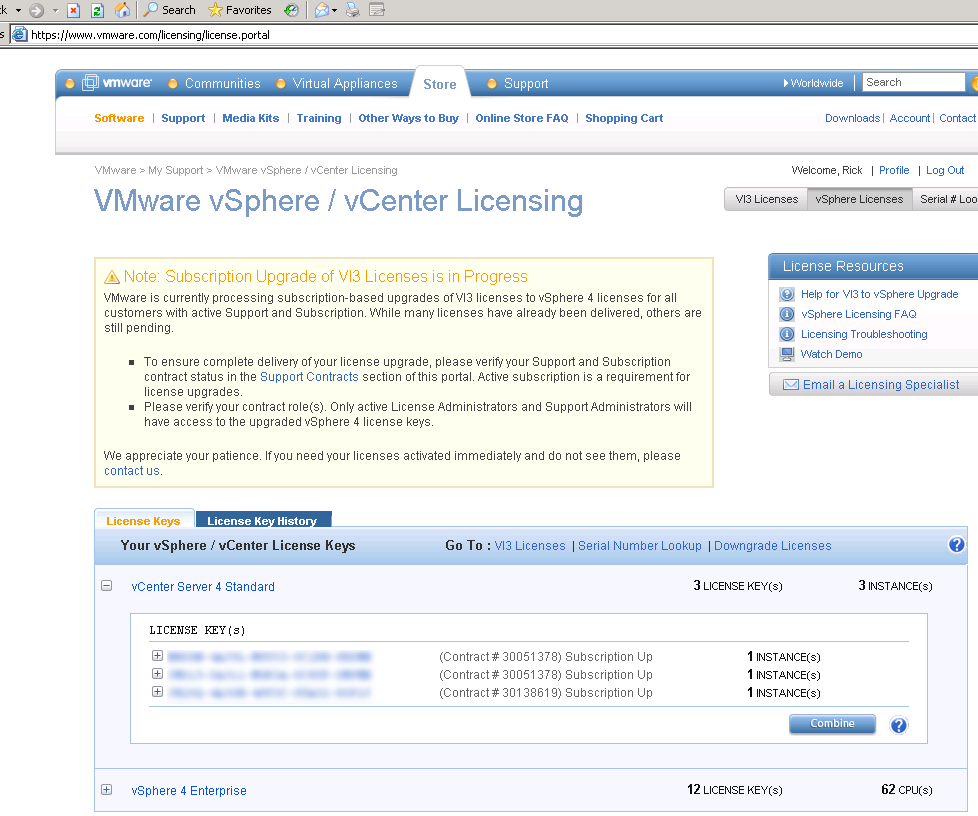 Search Favorites
https://www.vmware.com/licensing/license.portal
vmware Communities Virtual Appliances Store Support Worldwide Search
Software | Support | Media Kits | Training | Other Ways to Buy | Online Store FAQ | Shopping Cart Downloads | Account | Contact
VMware > My Support > VMware vSphere / vCenter Licensing Welcome, Rick | Profile | Log Out
VMware vSphere / vCenter Licensing
VI3 Licenses vSphere Licenses Serial # Loo
Note: Subscription Upgrade of VI3 Licenses is in Progress
VMware is currently processing subscription-based upgrades of VI3 licenses to vSphere 4 licenses for all
customers with active Support and Subscription. While many licenses have already been delivered, others are
still pending.
To ensure complete delivery of your license upgrade, please verify your Support and Subscription
contract status in the Support Contracts section of this portal. Active subscription is a requirement for
license upgrades.
Please verify your contract role(s). Only active License Administrators and Support Administrators will
have access to the upgraded vSphere 4 license keys.
We appreciate your patience. If you need your licenses activated immediately and do not see them, please
contact us.
License Resources
Help for VI3 to vSphere Upgrade
vSphere Licensing FAQ
Licensing Troubleshooting
Watch Demo
Email a Licensing Specialist
License Keys License Key History
Your vSphere / vCenter License Keys Go To : VI3 Licenses | Serial Number Lookup | Downgrade Licenses
vCenter Server 4 Standard 3 LICENSE KEY(s) 3 INSTANCE(s)
LICENSE KEY(s)
(Contract # 30051378) Subscription Up 1 INSTANCE(s)
(Contract # 30051378) Subscription Up 1 INSTANCE(s)
(Contract # 30138619) Subscription Up 1 INSTANCE(s)
Combine
vSphere 4 Enterprise 12 LICENSE KEY(s) 62 CPU(s)